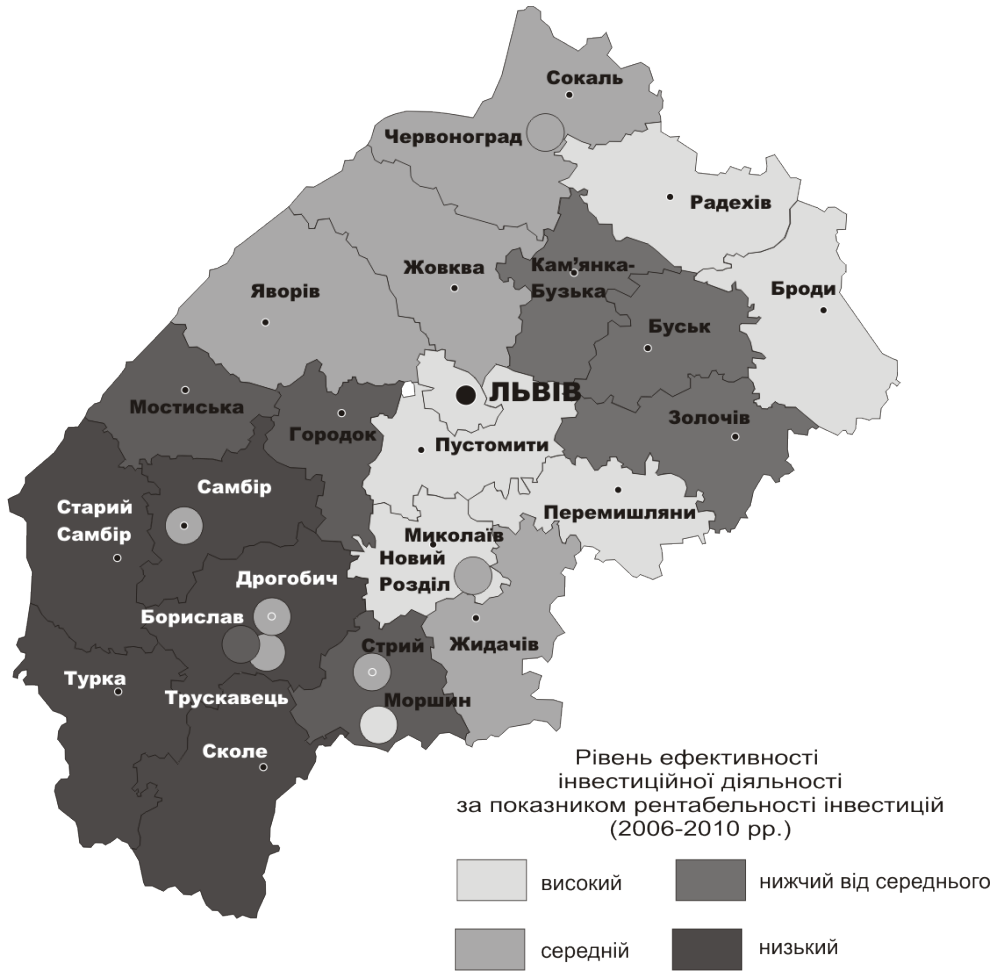 Сокаль
Червоноград
Радехів
Жовква
Кам’янка-
Бузька
Яворів
Броди
Буськ
ЛЬВІВ
Мостиська
Городок
Золочів
Пустомити
Самбір
Старий
Самбір
Перемишляни
Миколаїв
Новий
Розділ
Дрогобич
Борислав
Стрий
Жидачів
Турка
Трускавець
Моршин
Сколе
Рівень ефективності
інвестиційної діяльності
за показником рентабельності інвестицій
(2006-2010 рр.)
високий
нижчий від середнього
середній
низький